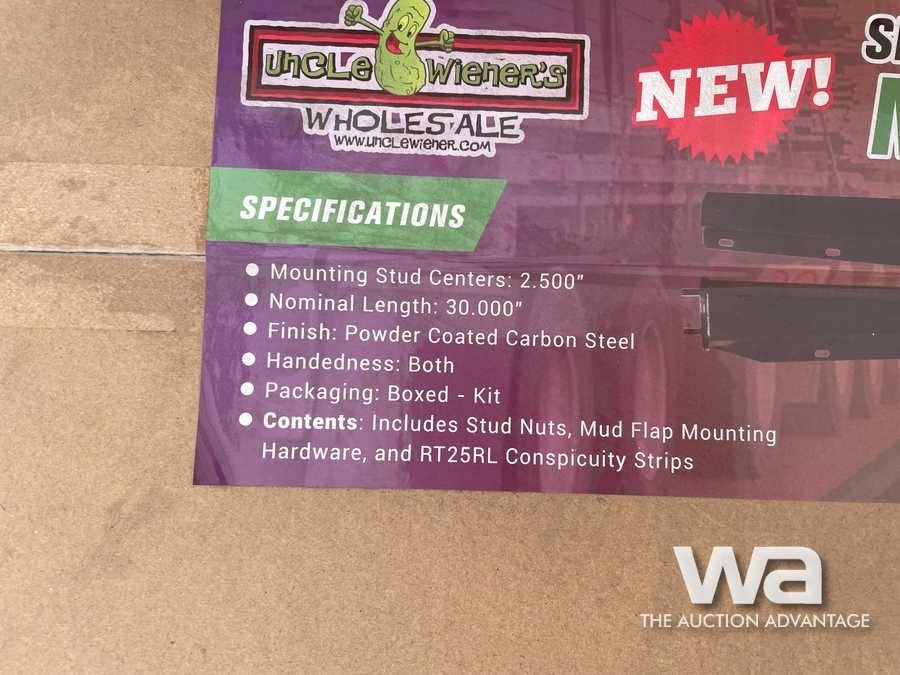 UNCLE WIENER'S
WHOLESALE
WWW.UNCLEWIENER.COM
NEW!
SPECIFICATIONS
Mounting Stud Centers: 2.500"
Nominal Length: 30.000"
Finish: Powder Coated Carbon Steel
Handedness: Both
Packaging: Boxed - Kit
Contents: Includes Stud Nuts, Mud Flap Mounting
Hardware, and RT25RL Conspicuity Strips
wa
THE AUCTION ADVANTAGE